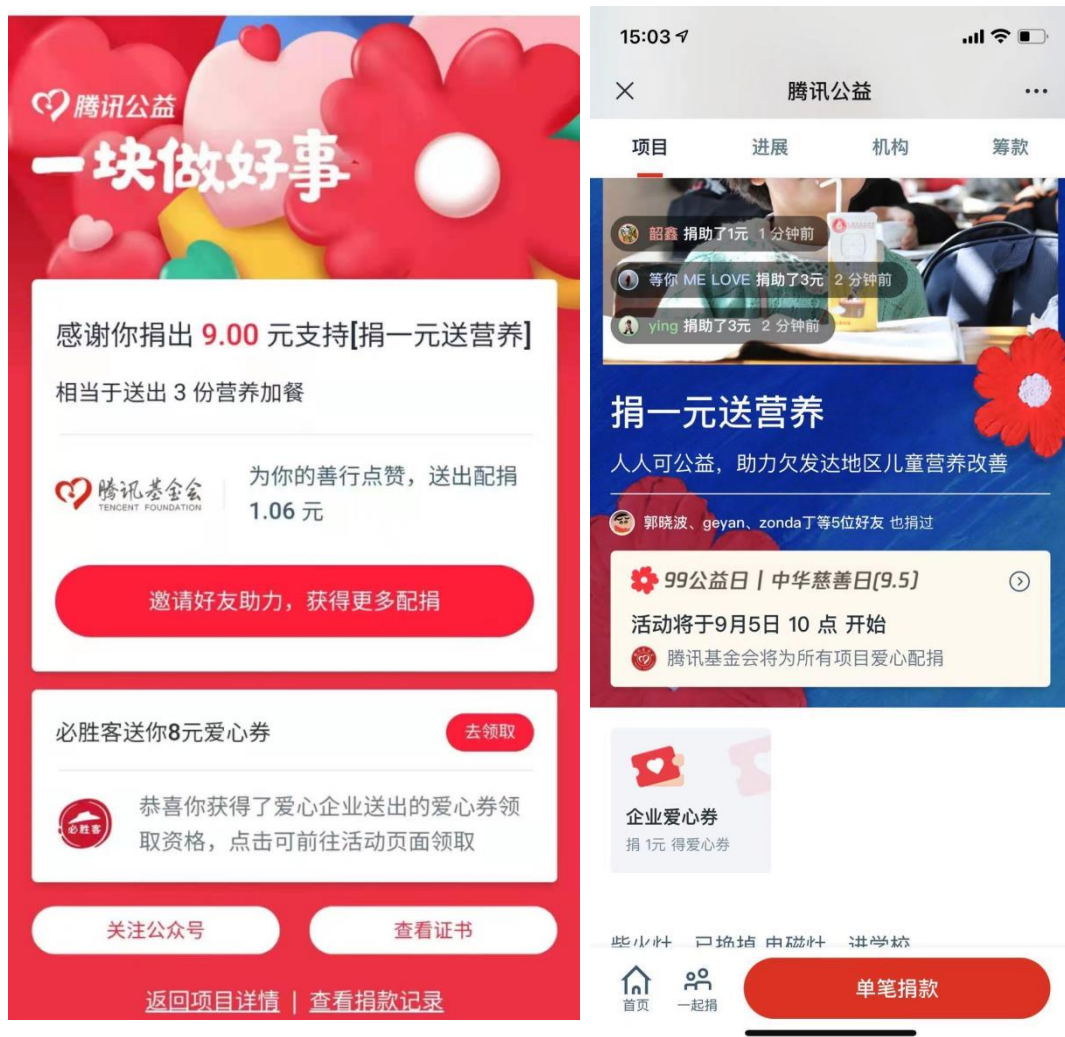 腾讯公益
一块做好事
感谢你捐出 9.00 元支持[捐一元送营养]
相当于送出 3 份营养加餐
腾讯基金会
TENCENT FOUNDATION
为你的善行点赞，送出配捐
1.06 元
邀请好友助力，获得更多配捐
必胜客送你8元爱心券
去领取
必胜客
恭喜你获得了爱心企业送出的爱心券领
取资格，点击可前往活动页面领取
关注公众号
查看证书
返回项目详情 | 查看捐款记录
15:03
腾讯公益
项目
进展
机构
筹款
韶鑫 捐助了1元 1 分钟前
等你 ME LOVE 捐助了3元 2 分钟前
ying 捐助了3元 2 分钟前
捐一元送营养
人人可公益，助力欠发达地区儿童营养改善
郭晓波、geyan、zonda丁等5位好友 也捐过
99公益日 | 中华慈善日(9.5)
活动将于9月5日 10 点 开始
腾讯基金会将为所有项目爱心配捐
企业爱心券
捐 1元 得爱心券
柴火灶 已换掉 电磁灶 进学校
首页
一起捐
单笔捐款